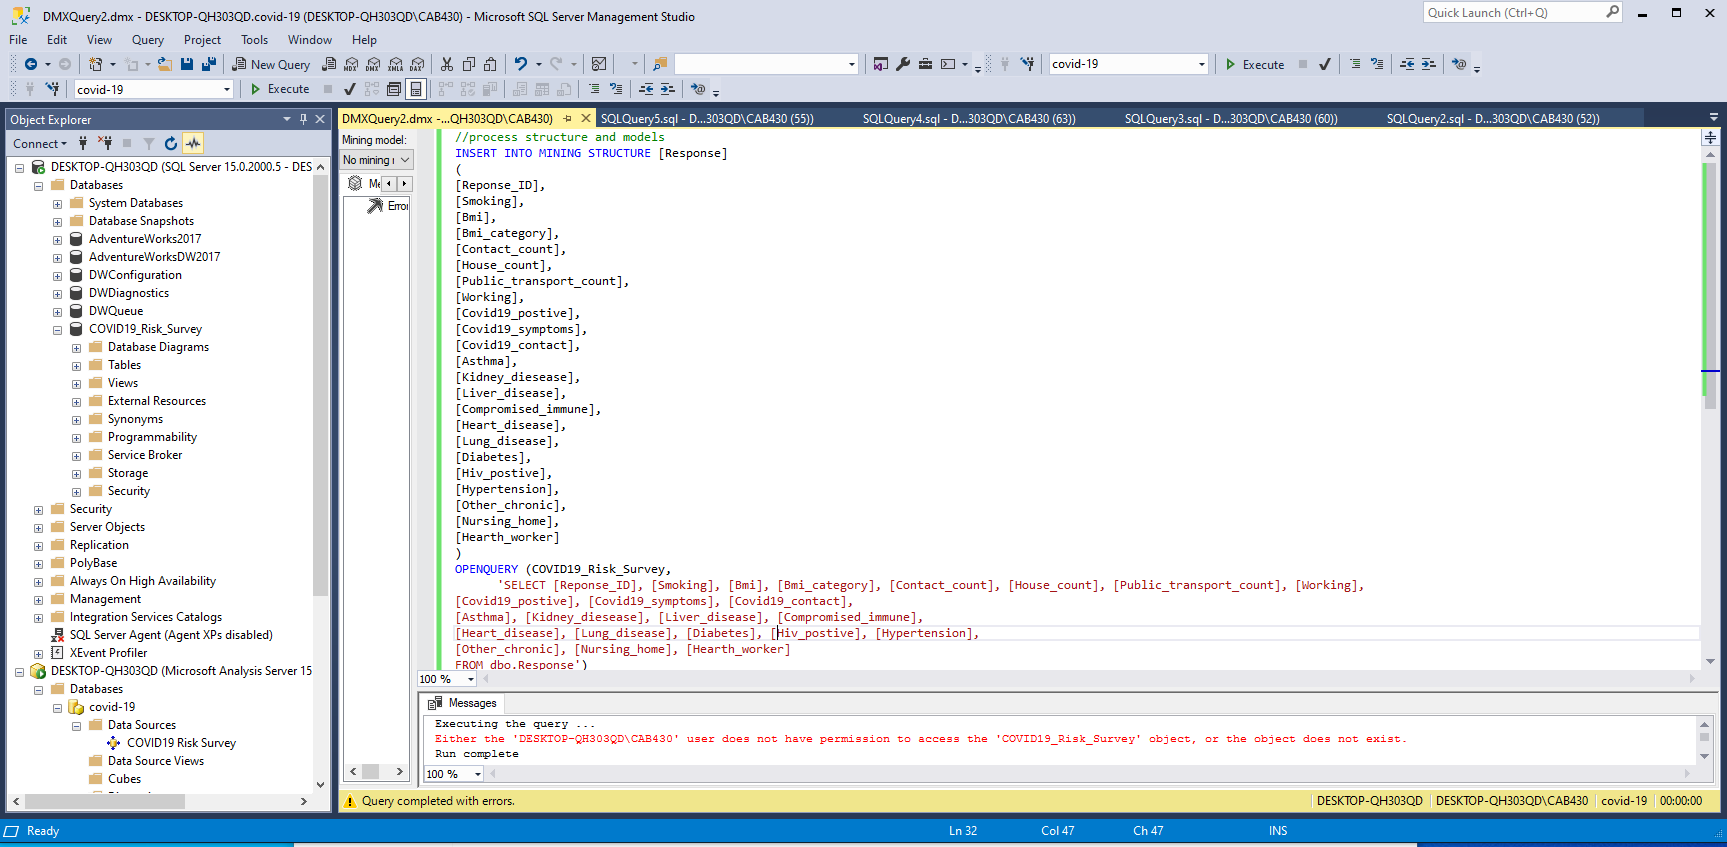 DMXQuery2.dmx - DESKTOP-QH303QD.covid-19 (DESKTOP-QH303QD\CAB430) - Microsoft SQL Server Management Studio
Quick Launch (Ctrl+Q)
File Edit View Query Project Tools Window Help
New Query
MDX DMX XMLA DAX
covid-19
Execute
covid-19
Execute
Object Explorer
Connect
DESKTOP-QH303QD (SQL Server 15.0.2000.5 - DES
Databases
System Databases
Database Snapshots
AdventureWorks2017
AdventureWorksDW2017
DWConfiguration
DWDiagnostics
DWQueue
COVID19_Risk_Survey
Database Diagrams
Tables
Views
External Resources
Synonyms
Programmability
Service Broker
Storage
Security
Security
Server Objects
Replication
PolyBase
Always On High Availability
Management
Integration Services Catalogs
SQL Server Agent (Agent XPs disabled)
XEvent Profiler
DESKTOP-QH303QD (Microsoft Analysis Server 15
Databases
covid-19
Data Sources
COVID19 Risk Survey
Data Source Views
Cubes
DMXQuery2.dmx -...QH303QD\CAB430)
SQLQuery5.sql - D...303QD\CAB430 (55))
SQLQuery4.sql - D...303QD\CAB430 (63))
SQLQuery3.sql - D...303QD\CAB430 (60))
SQLQuery2.sql - D...303QD\CAB430 (52))
Mining model:
No mining r
Me
Error
//process structure and models
INSERT INTO MINING STRUCTURE [Response]
(
[Reponse_ID],
[Smoking],
[Bmi],
[Bmi_category],
[Contact_count],
[House_count],
[Public_transport_count],
[Working],
[Covid19_postive],
[Covid19_symptoms],
[Covid19_contact],
[Asthma],
[Kidney_diesease],
[Liver_disease],
[Compromised_immune],
[Heart_disease],
[Lung_disease],
[Diabetes],
[Hiv_postive],
[Hypertension],
[Other_chronic],
[Nursing_home],
[Hearth_worker]
)
OPENQUERY (COVID19_Risk_Survey,
'SELECT [Reponse_ID], [Smoking], [Bmi], [Bmi_category], [Contact_count], [House_count], [Public_transport_count], [Working],
[Covid19_postive], [Covid19_symptoms], [Covid19_contact],
[Asthma], [Kidney_diesease], [Liver_disease], [Compromised_immune],
[Heart_disease], [Lung_disease], [Diabetes], [Hiv_postive], [Hypertension],
[Other_chronic], [Nursing_home], [Hearth_worker]
FROM dbo.Response')
100 %
Messages
Executing the query ...
Either the 'DESKTOP-QH303QD\CAB430' user does not have permission to access the 'COVID19_Risk_Survey' object, or the object does not exist.
Run complete
100 %
Query completed with errors.
DESKTOP-QH303QD DESKTOP-QH303QD\CAB430 covid-19 00:00:00
Ready
Ln 32 Col 47 Ch 47 INS